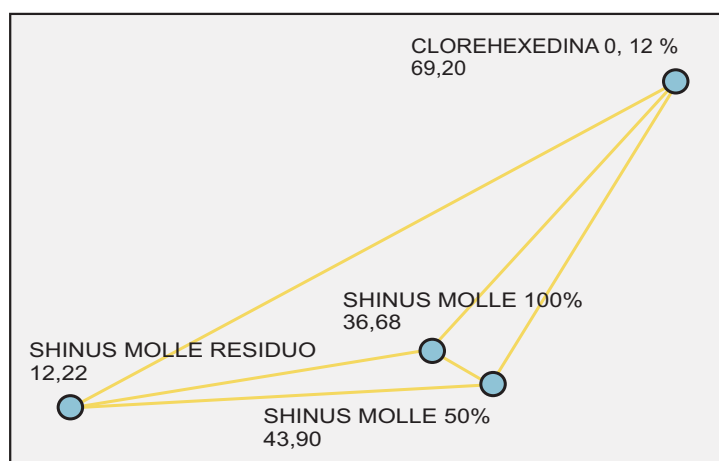 CLOREHEXEDINA 0, 12 %
69,20
SHINUS MOLLE 100%
36,68
SHINUS MOLLE RESIDUO
12,22
SHINUS MOLLE 50%
43,90